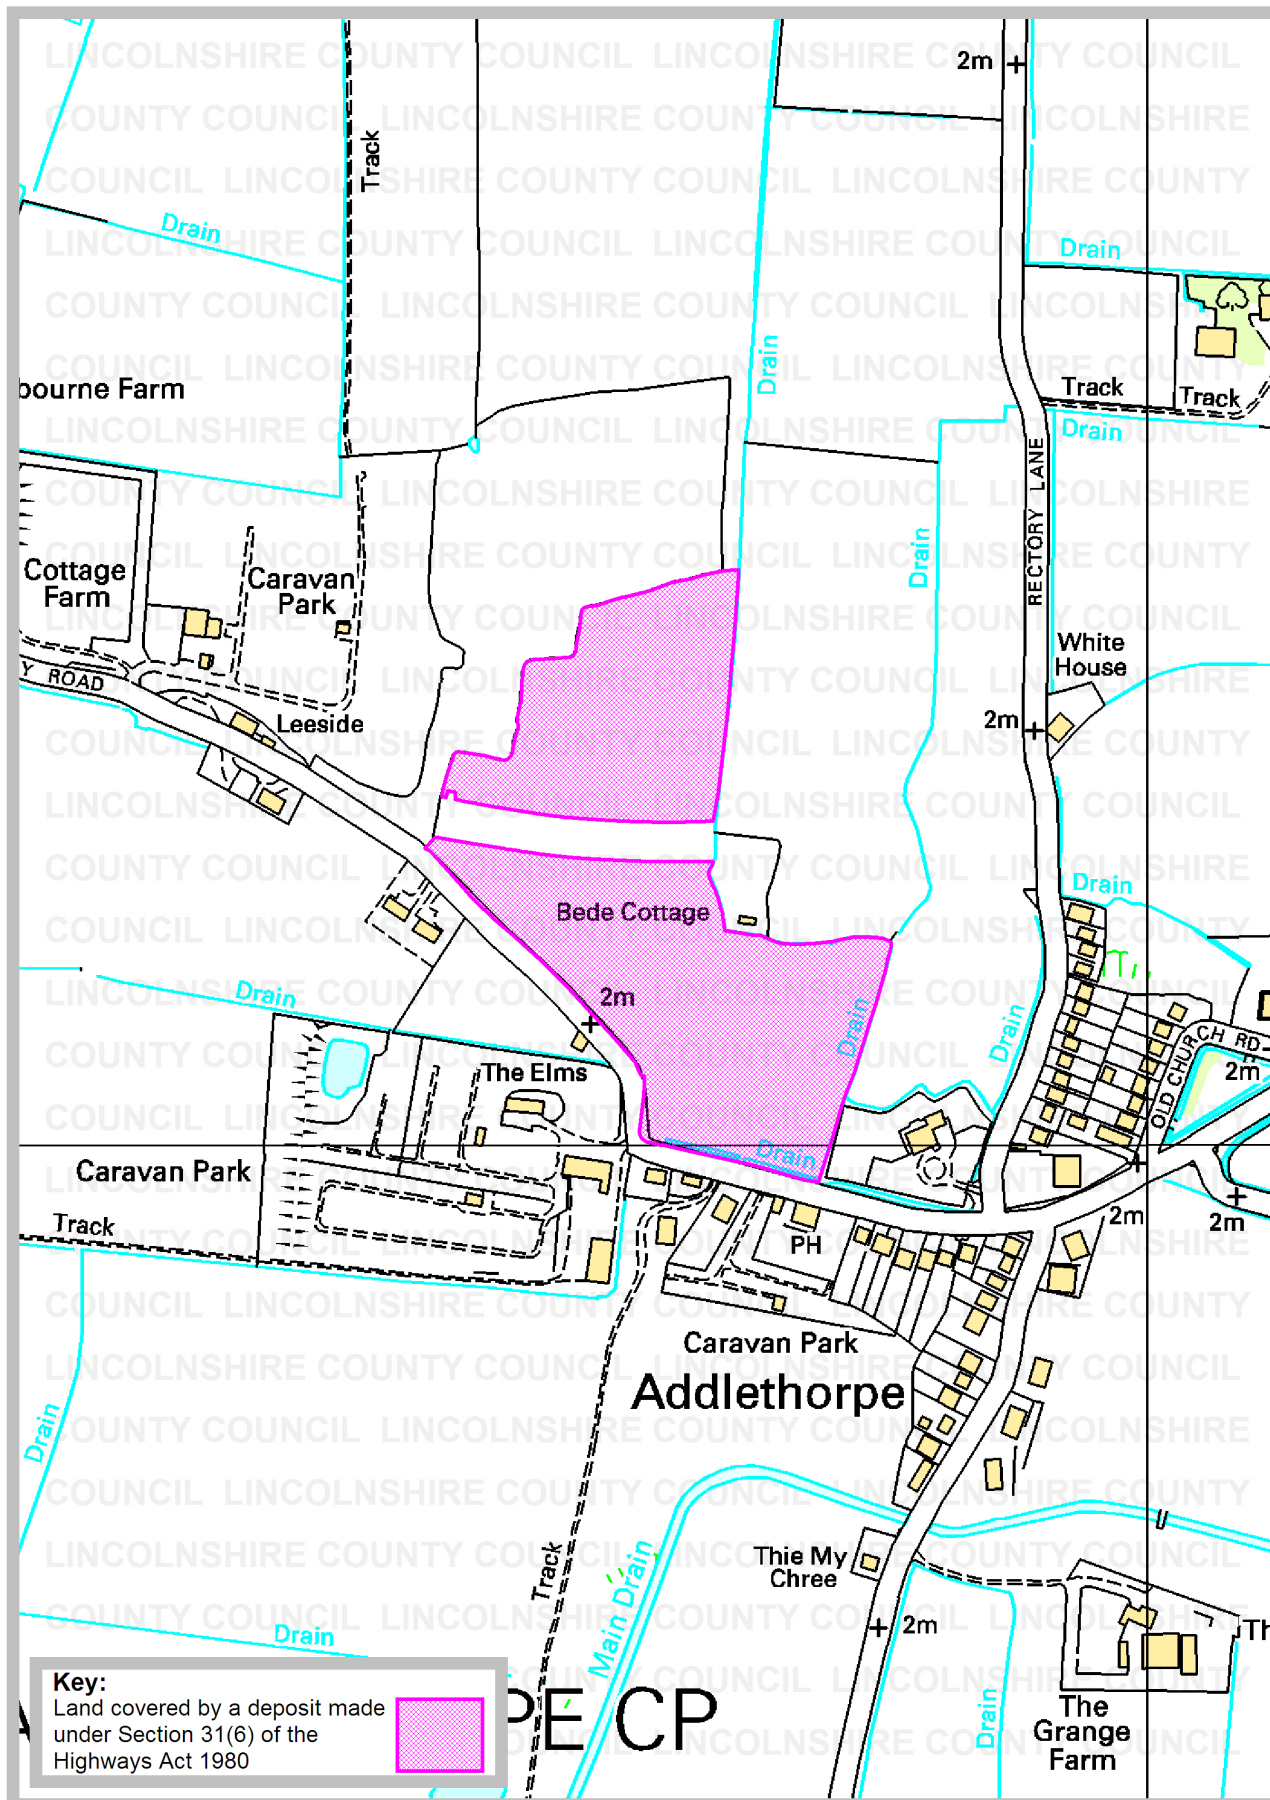 LINCOLNSHIRE COUNTY COUNCIL
2m
Track
Drain
Drain
Drain
bourne Farm
Track
Track
Drain
RECTORY LANE
Cottage
Farm
Caravan
Park
Drain
White
House
Y ROAD
Leeside
2m
Drain
Bede Cottage
Drain
2m
Drain
Drain
OLD CHURCH RD
2m
The Elms
Drain
Caravan Park
Track
2m
2m
PH
Caravan Park
Addlethorpe
Drain
Track
Main Drain
Thie My
Chree
2m
Drain
Th
The
Grange
Farm
Drain
PE CP
Key:
Land covered by a deposit made
under Section 31(6) of the
Highways Act 1980